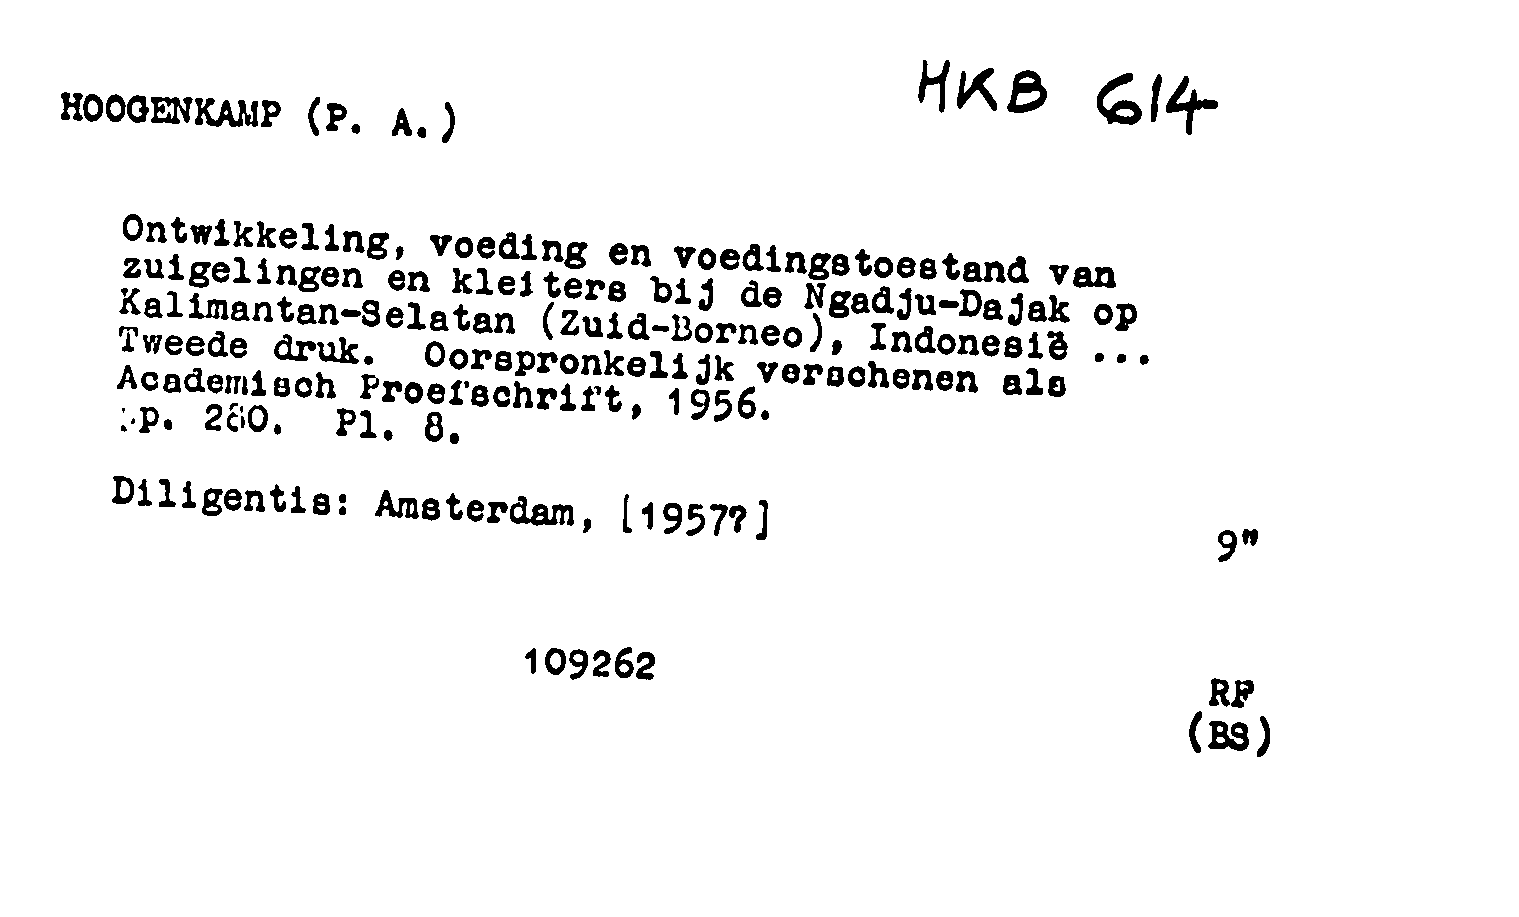 HOOGENKAMP (P. A.)
HKB 614
Ontwikkeling, voeding en voedingstoestand van
zuigelingen en kleiters bij de Ngadju-Dajak op
Kalimantan-Selatan (Zuid-Borneo), Indonesië ...
Tweede druk. Oorspronkelijk verschenen als
Academisch Proefschrift, 1956.
pp. 280. Pl. 8.
Diligentis: Amsterdam, [1957?]
9"
109262
RF
(BS)